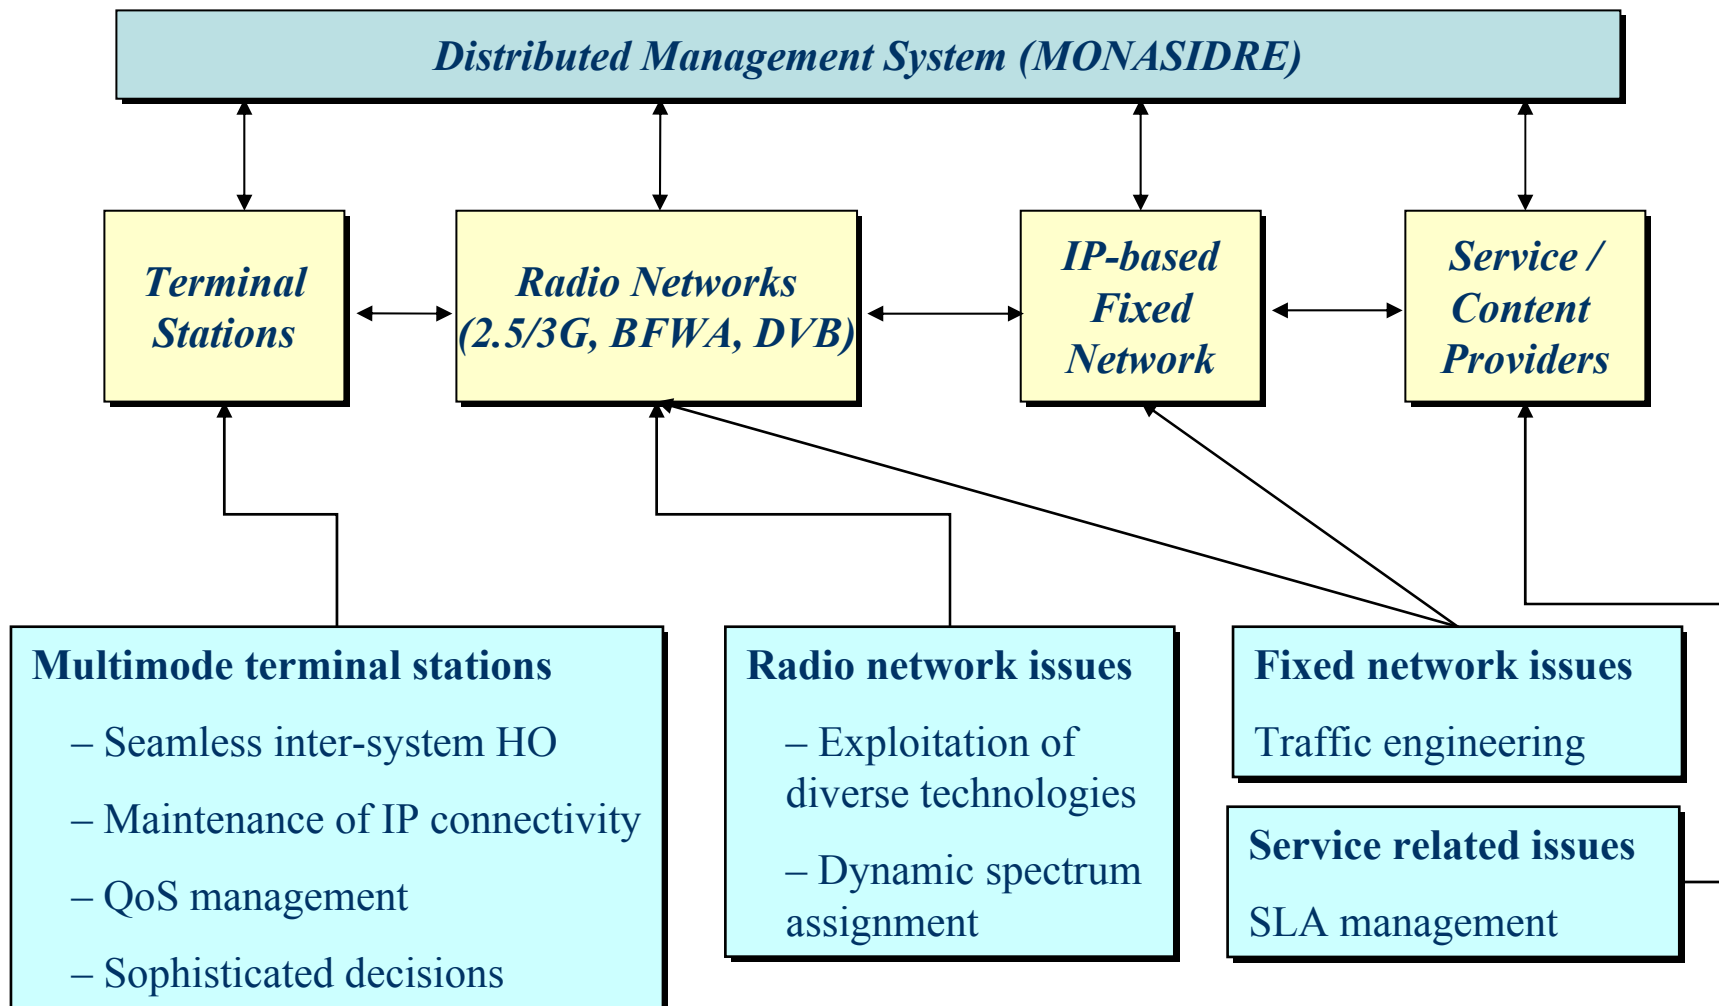 Distributed Management System (MONASIDRE)
Terminal
Stations
Radio Networks
(2.5/3G, BFWA, DVB)
IP-based
Fixed
Network
Service /
Content
Providers
Multimode terminal stations
– Seamless inter-system HO
– Maintenance of IP connectivity
– QoS management
– Sophisticated decisions
Radio network issues
– Exploitation of
diverse technologies
– Dynamic spectrum
assignment
Fixed network issues
Traffic engineering
Service related issues
SLA management